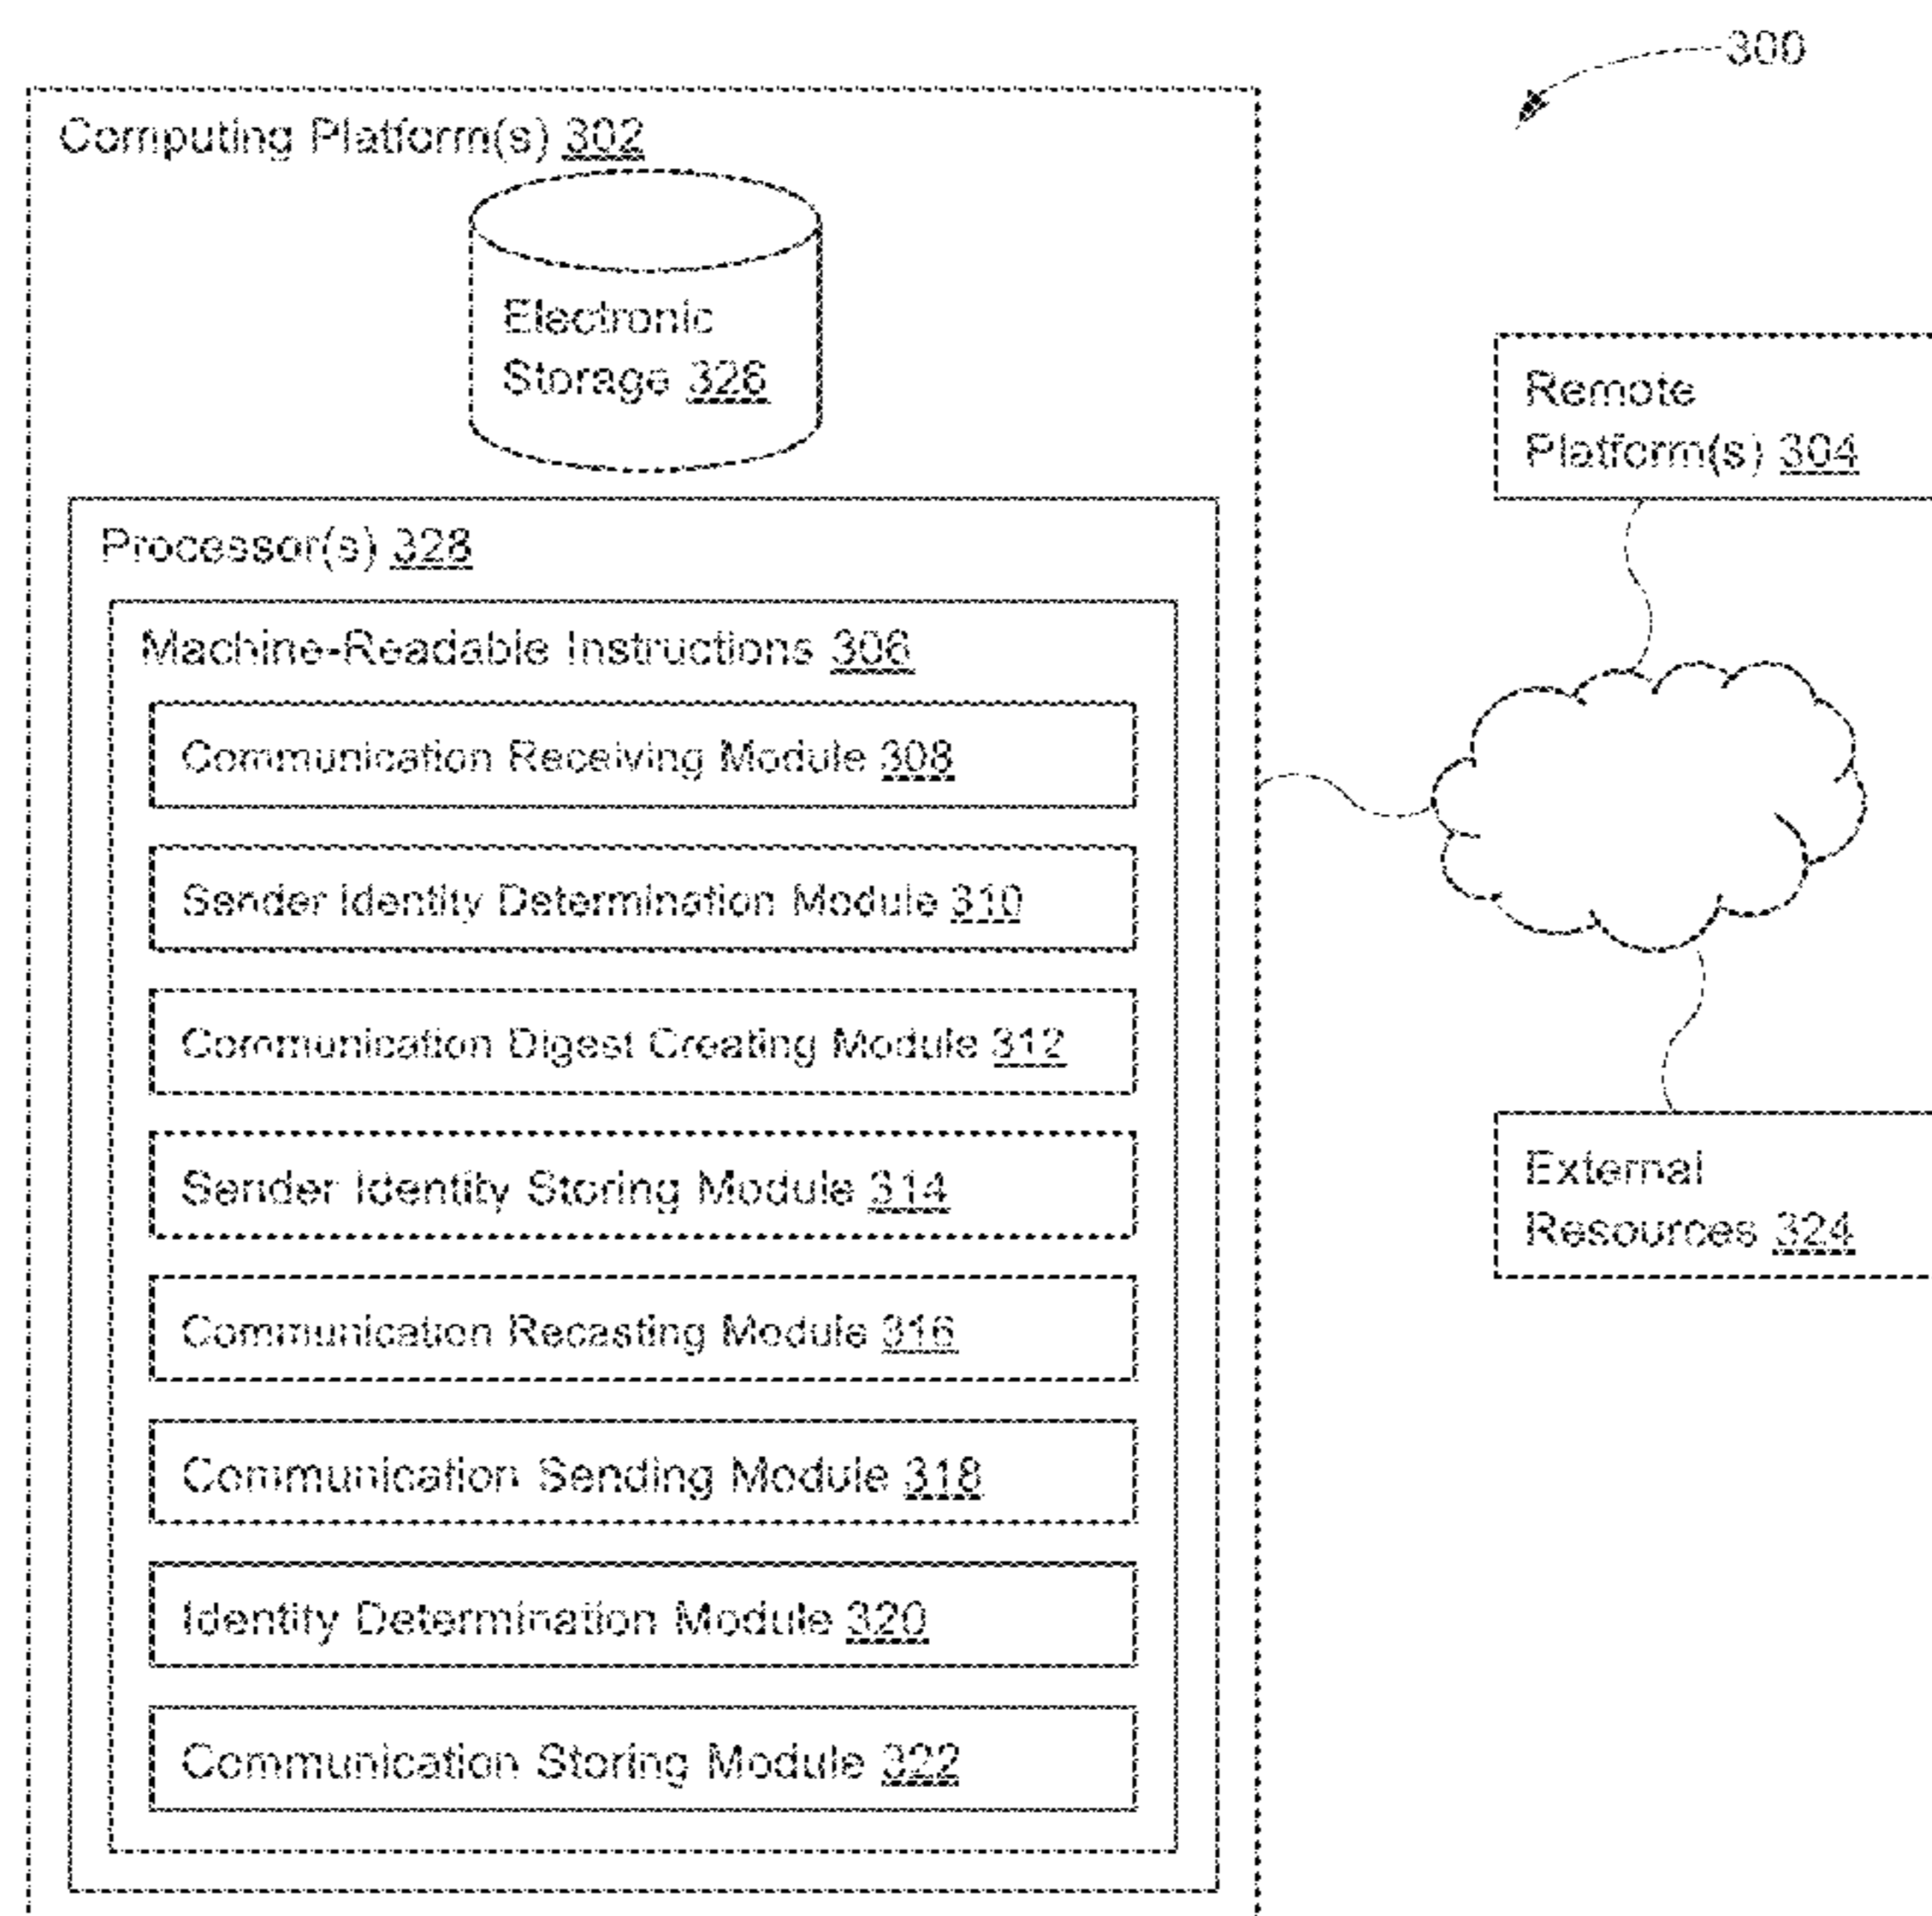 300
Computing Platform(s) 302
Electronic
Storage 326
Remote
Platform(s) 304
Processor(s) 328
Machine-Readable Instructions 306
Communication Receiving Module 308
Sender Identity Determination Module 310
Communication Digest Creating Module 312
Sender Identity Storing Module 314
External
Resources 324
Communication Recasting Module 316
Communication Sending Module 318
Identity Determination Module 320
Communication Storing Module 322